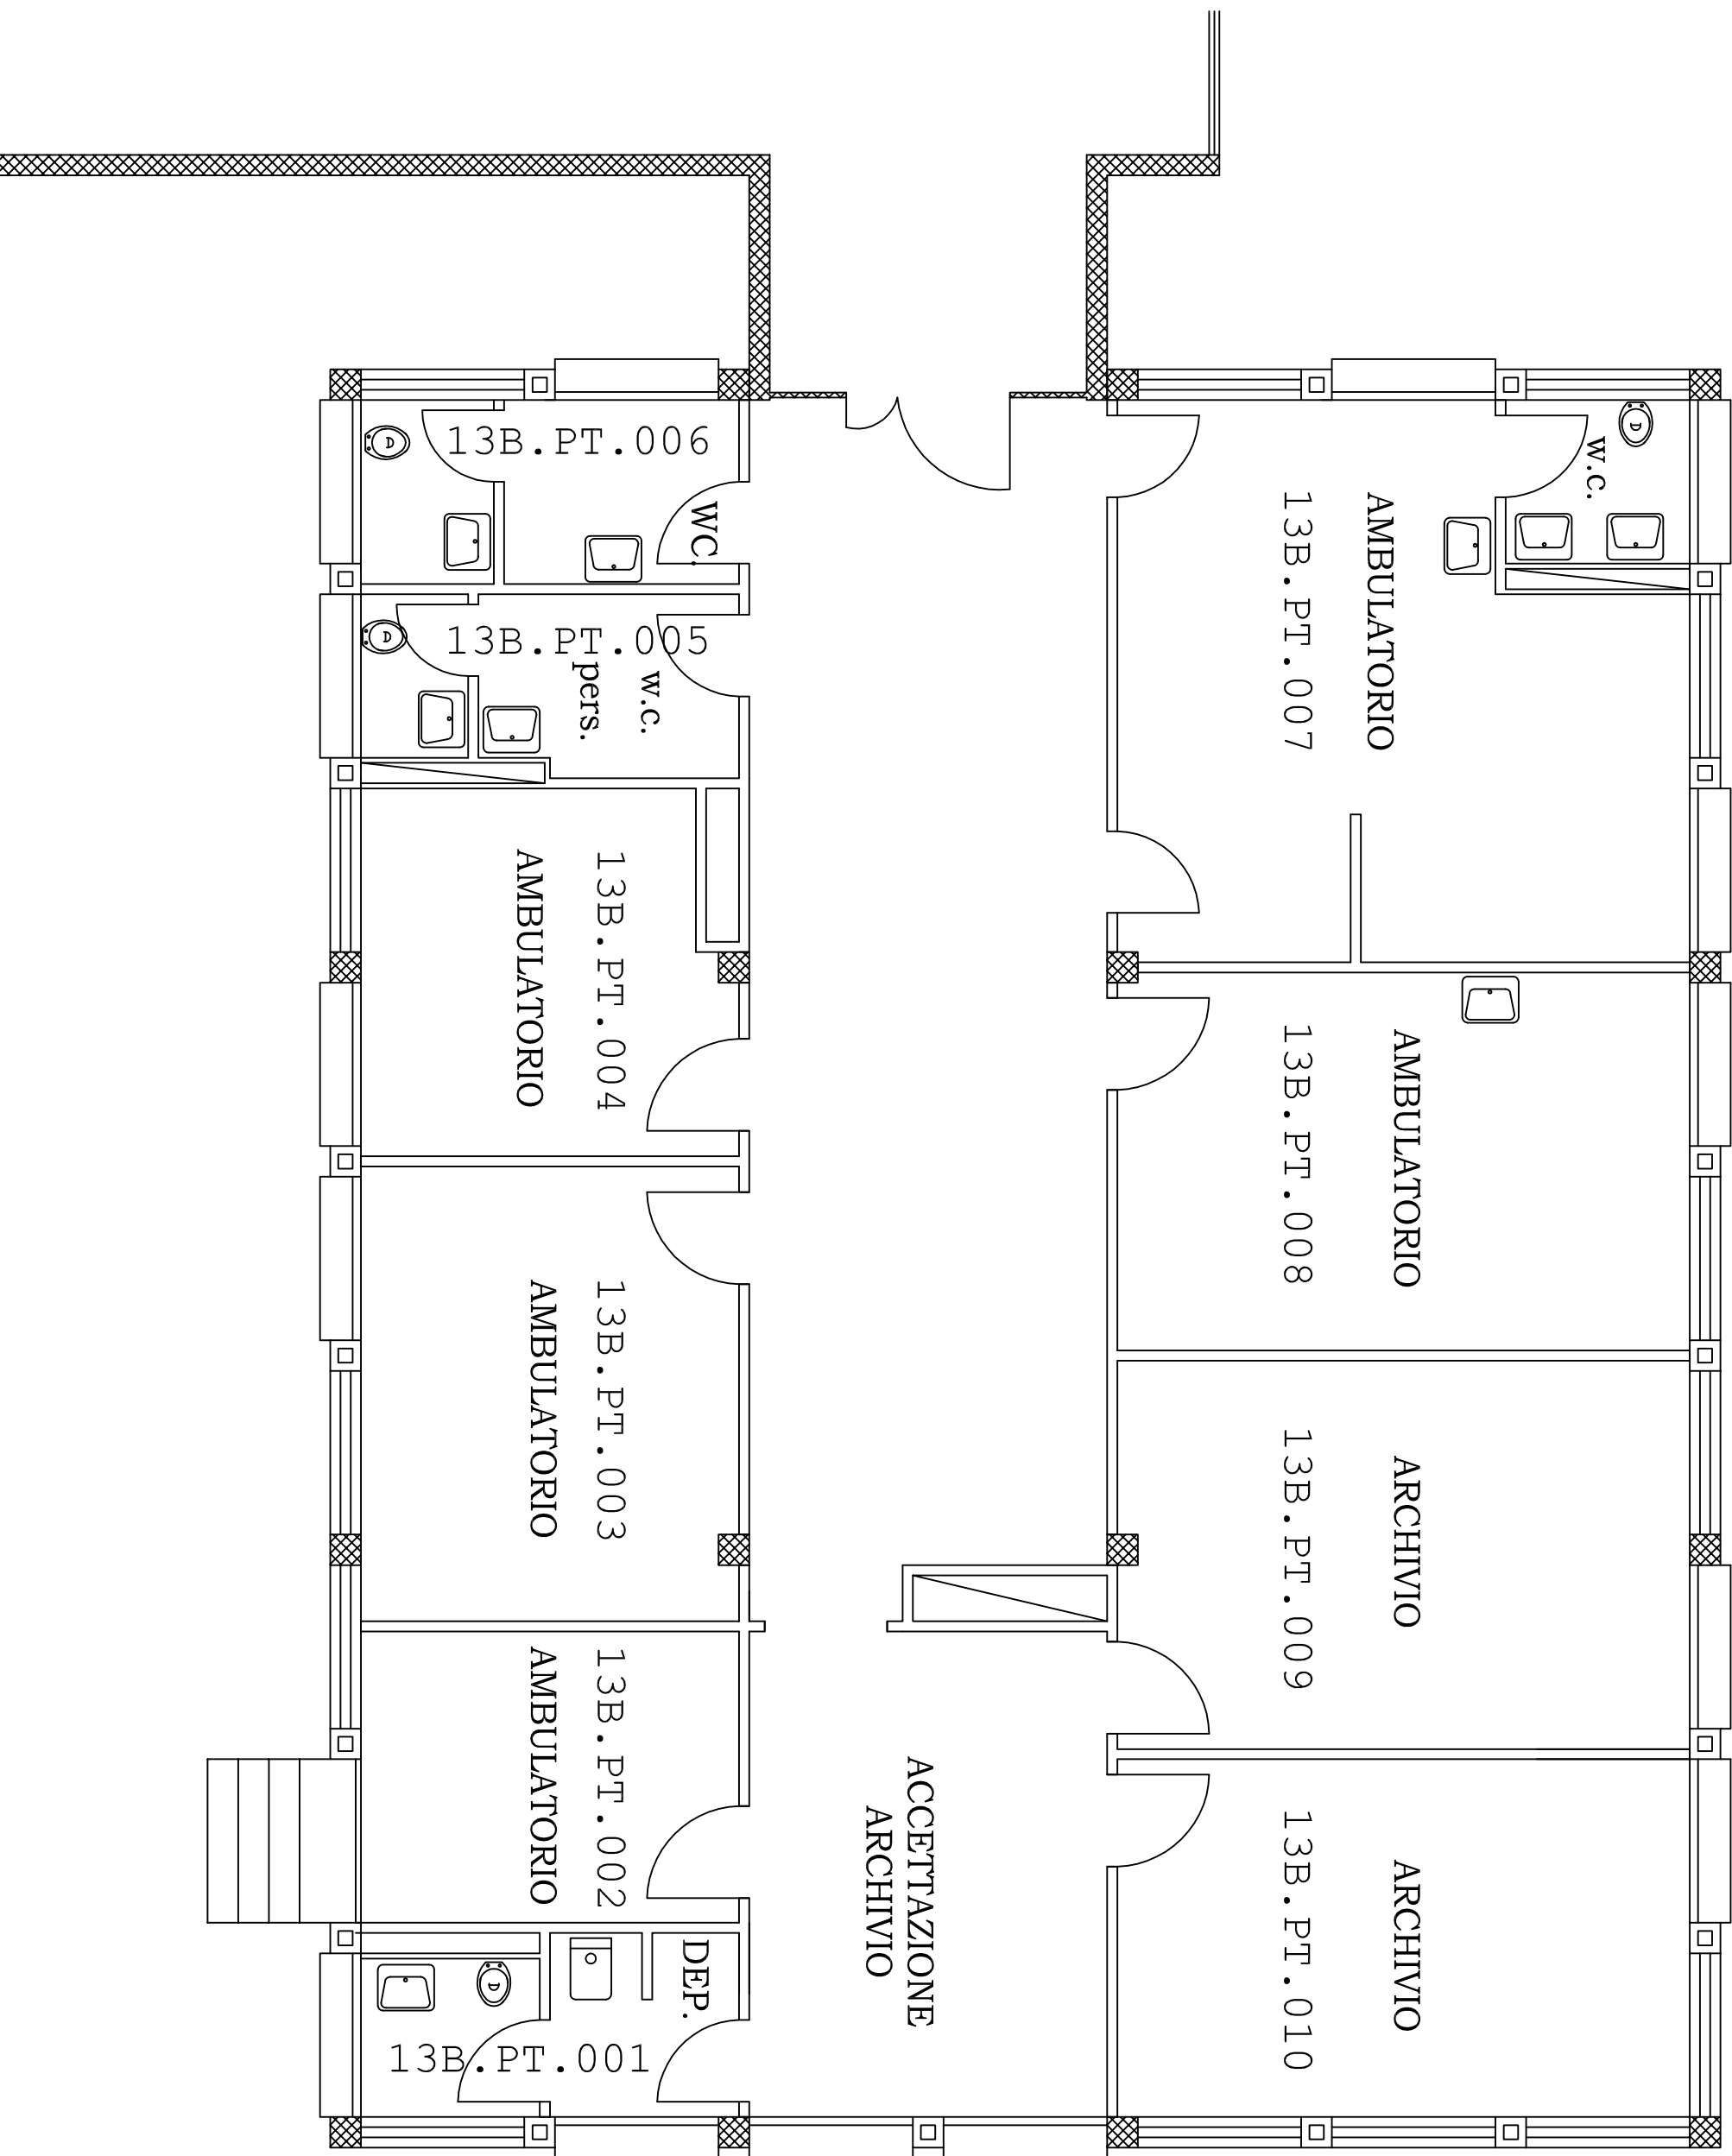 13B.PT.006
WC.
13B.PT.005
w.c.
pers.
13B.PT.004
AMBULATORIO
13B.PT.003
AMBULATORIO
13B.PT.002
AMBULATORIO
DEP.
13B.PT.001
w.c.
AMBULATORIO
13B.PT.007
AMBULATORIO
13B.PT.008
ARCHIVIO
13B.PT.009
ARCHIVIO
13B.PT.010
ACCETTAZIONE
ARCHIVIO